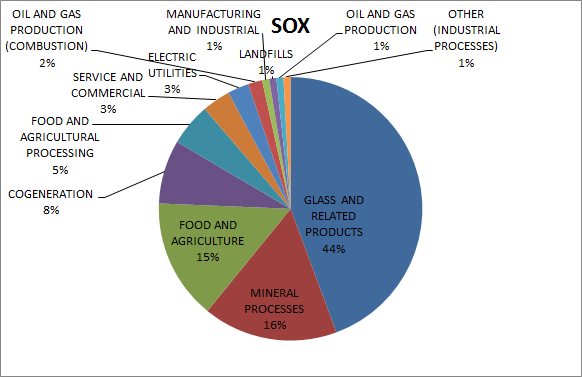 SOX
OIL AND GAS
PRODUCTION
(COMBUSTION)
2%
MANUFACTURING
AND INDUSTRIAL
1%
LANDFILLS
1%
OIL AND GAS
PRODUCTION
1%
OTHER
(INDUSTRIAL
PROCESSES)
1%
ELECTRIC
UTILITIES
3%
SERVICE AND
COMMERCIAL
3%
FOOD AND
AGRICULTURAL
PROCESSING
5%
COGENERATION
8%
FOOD AND
AGRICULTURE
15%
MINERAL
PROCESSES
16%
GLASS AND
RELATED
PRODUCTS
44%